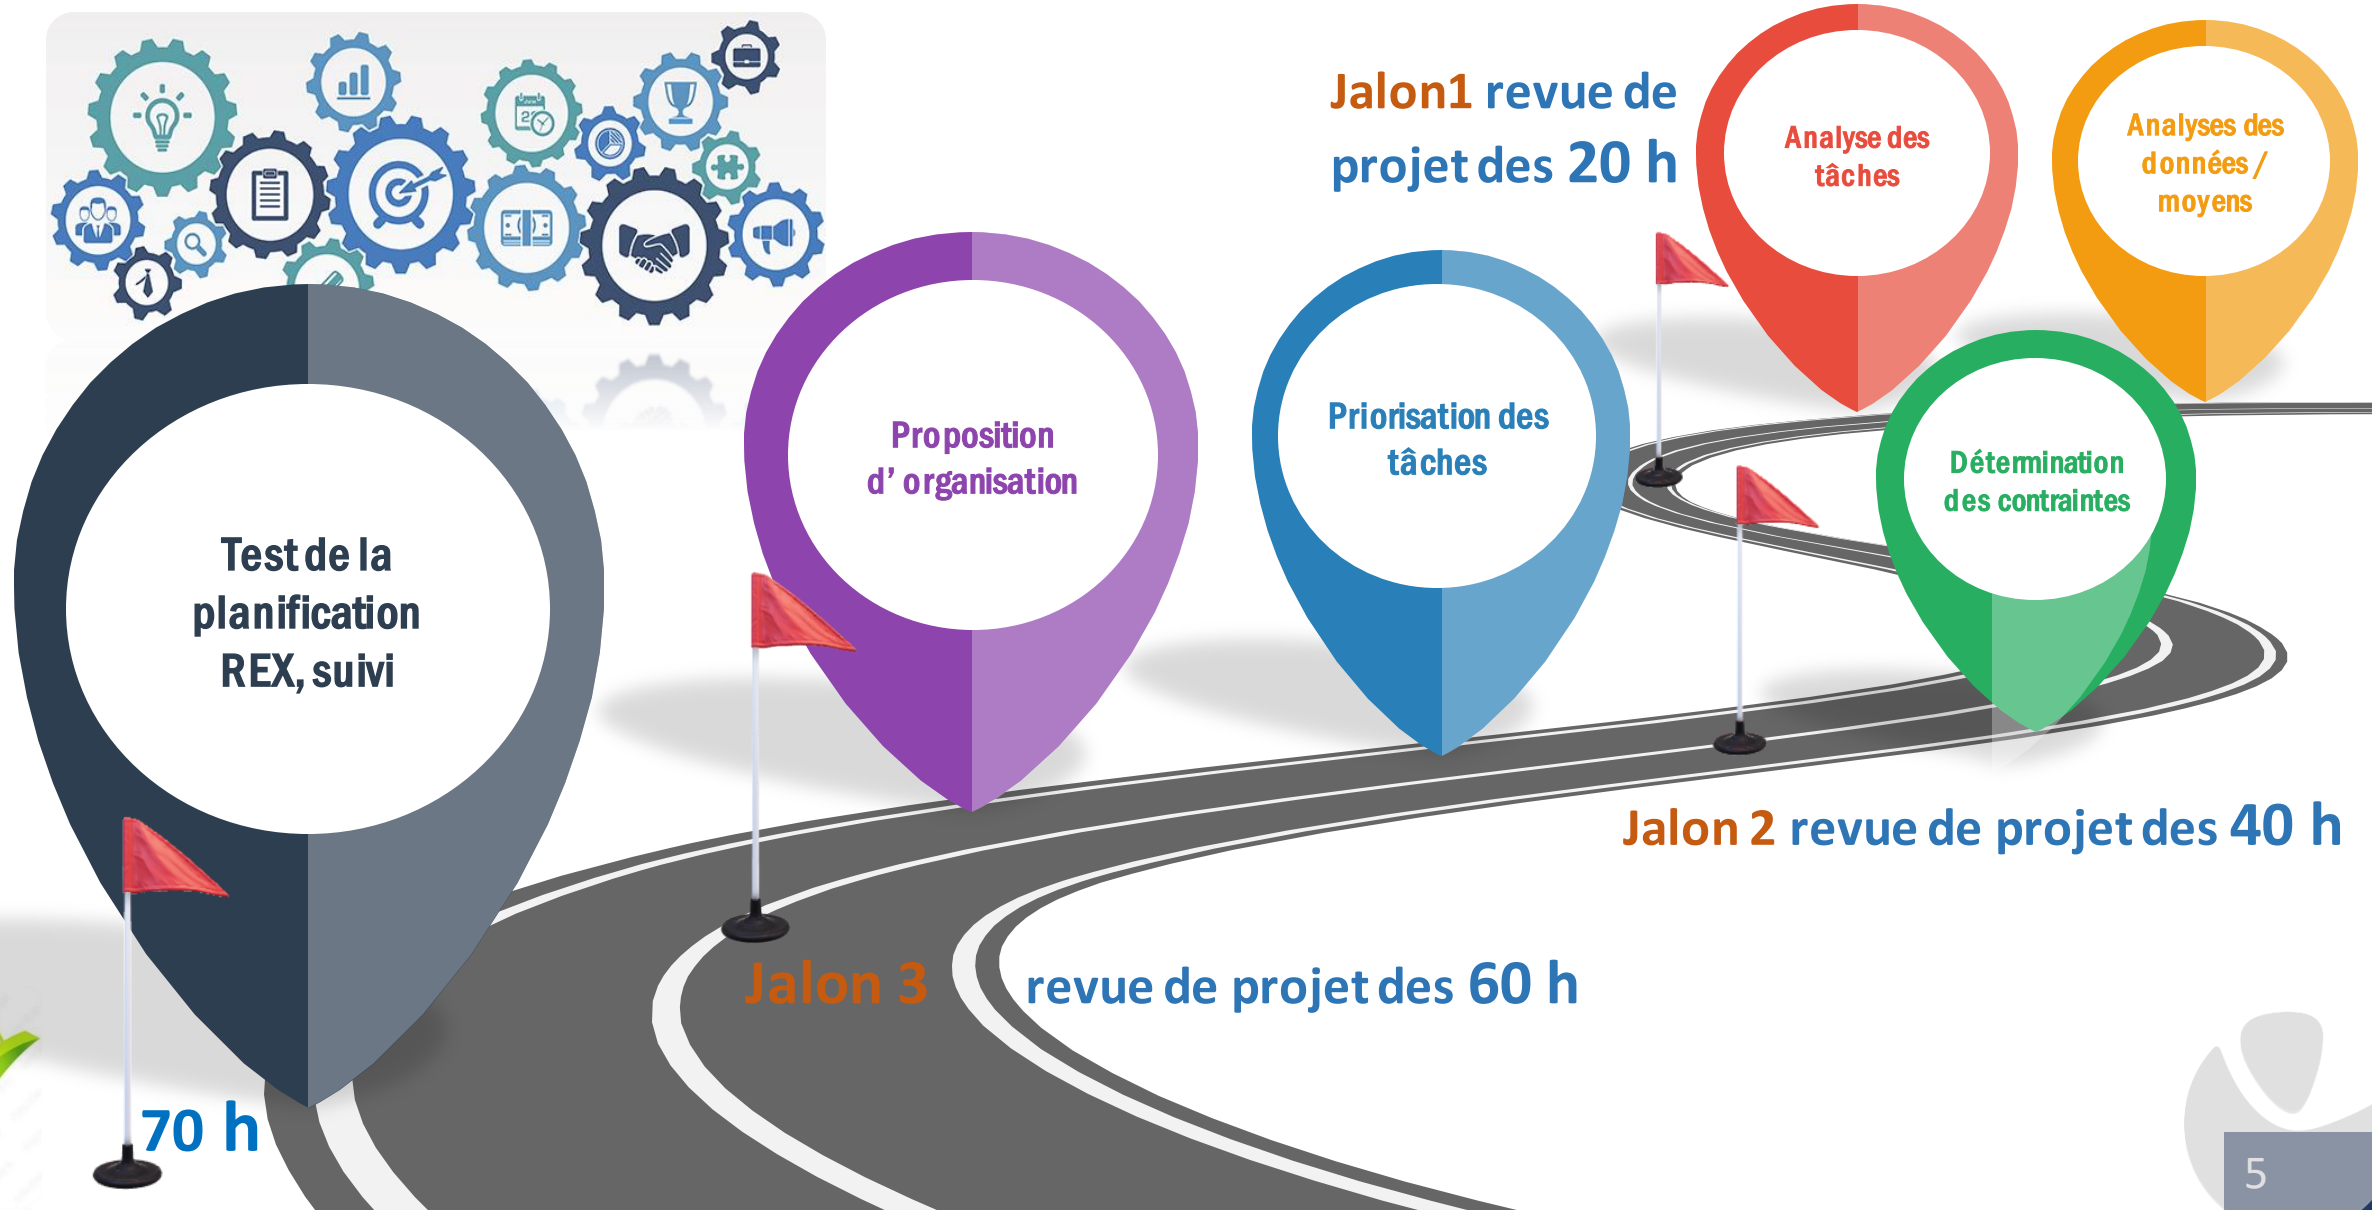 Jalon1 revue de
projet des 20 h
Analyse des
tâches
Analyses des
données /
moyens
Test de la
planification
REX, suivi
Proposition
d’ organisation
Priorisation des
tâches
Détermination
des contraintes
Jalon 2 revue de projet des 40 h
Jalon 3 revue de projet des 60 h
70 h
5